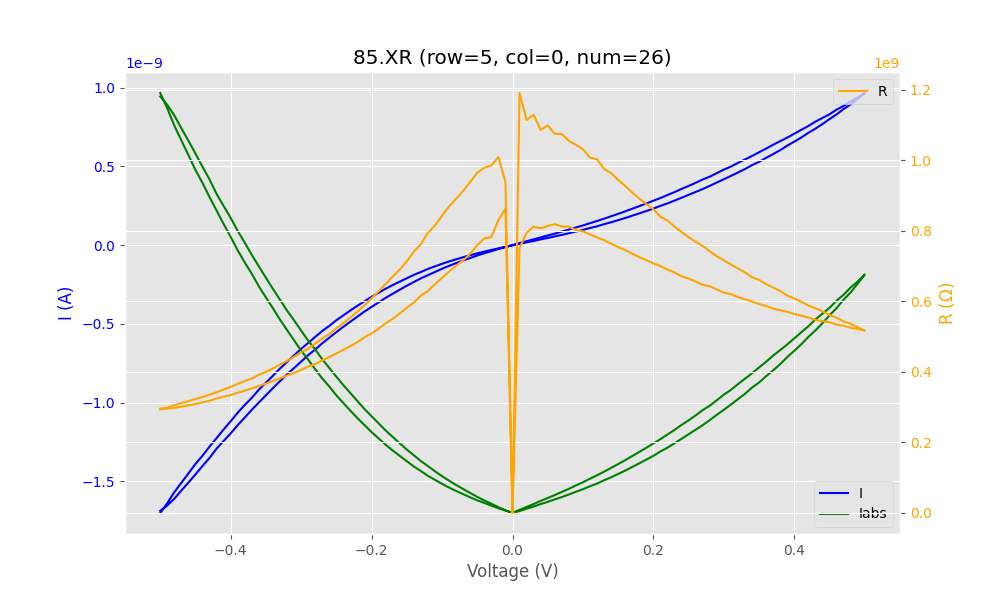 85.XR (row=5, col=0, num=26)
1e−9
1e9
1.0
0.5
0.0
−0.5
−1.0
−1.5
I (A)
1.2
1.0
0.8
0.6
0.4
0.2
0.0
R (Ω)
R
I
Iabs
−0.4
−0.2
0.0
0.2
0.4
Voltage (V)